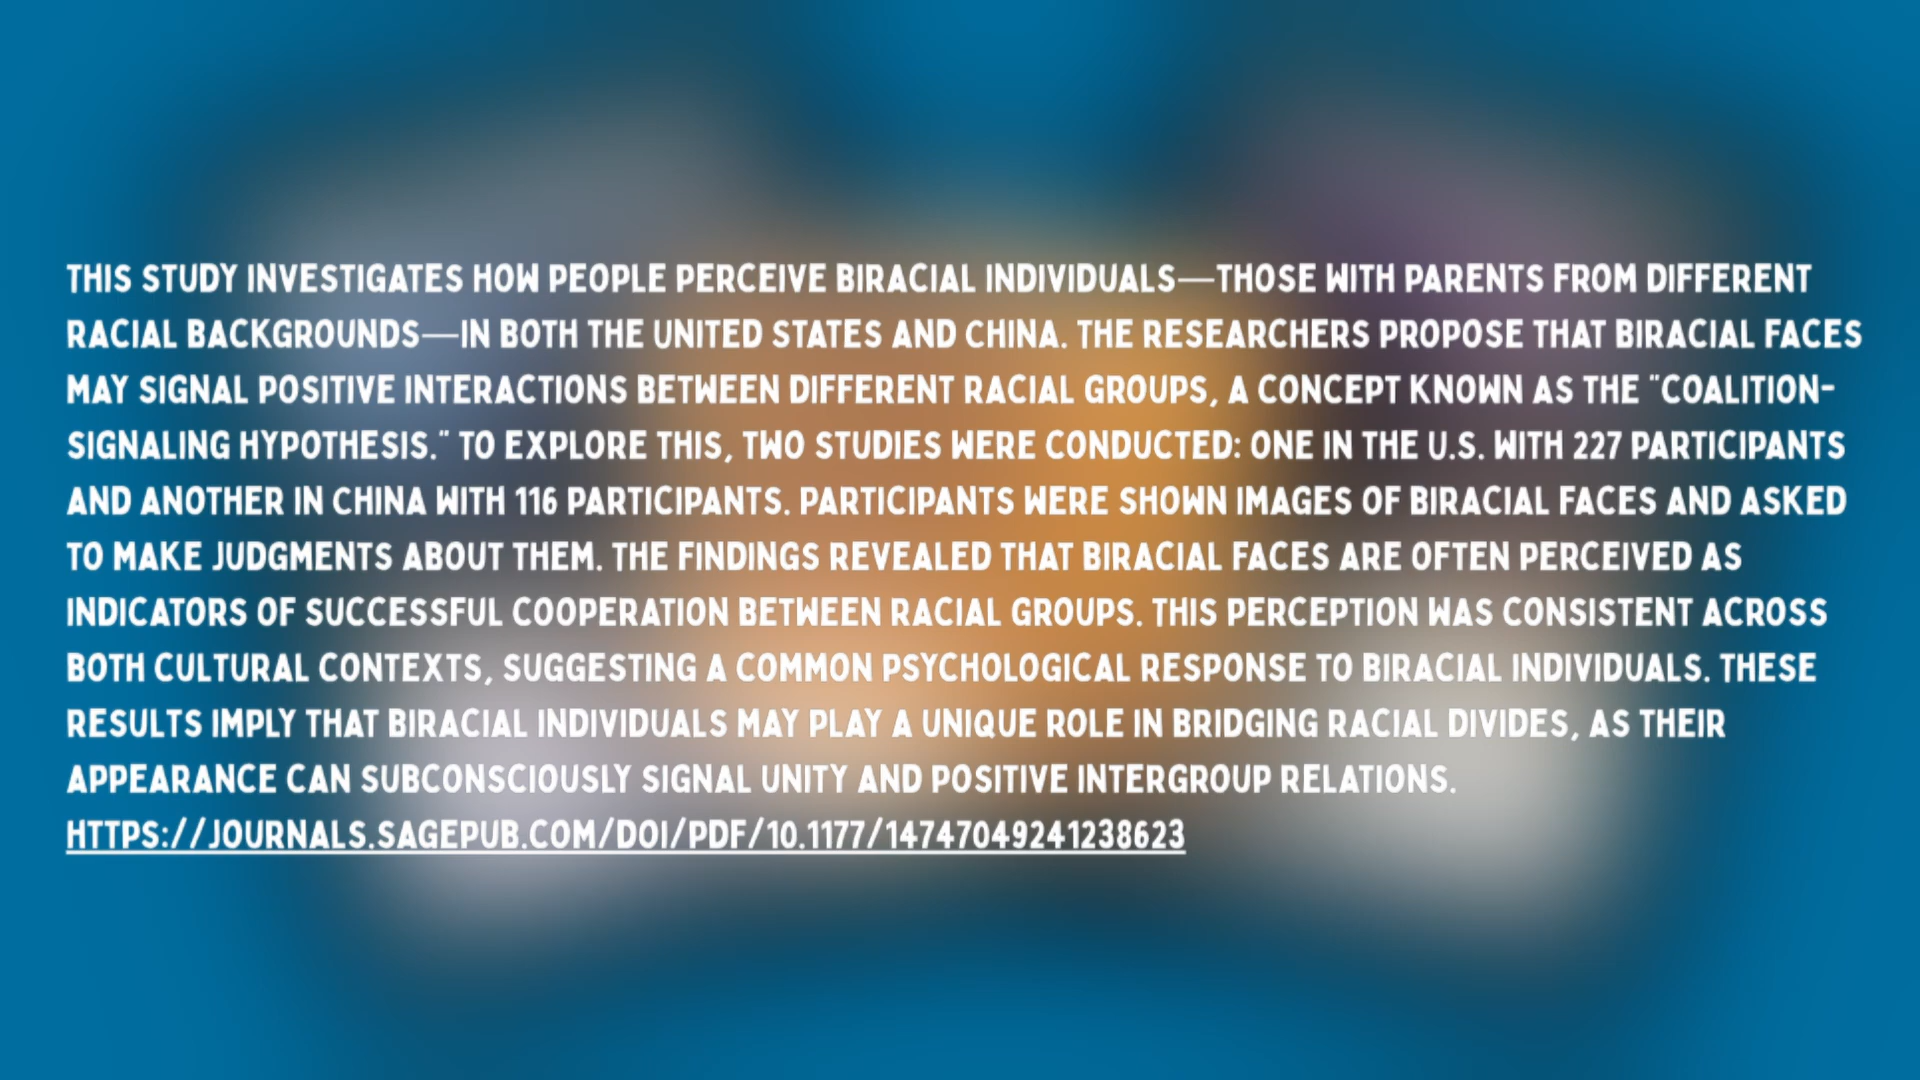 THIS STUDY INVESTIGATES HOW PEOPLE PERCEIVE BIRACIAL INDIVIDUALS—THOSE WITH PARENTS FROM DIFFERENT
RACIAL BACKGROUNDS—IN BOTH THE UNITED STATES AND CHINA. THE RESEARCHERS PROPOSE THAT BIRACIAL FACES
MAY SIGNAL POSITIVE INTERACTIONS BETWEEN DIFFERENT RACIAL GROUPS, A CONCEPT KNOWN AS THE "COALITION-
SIGNALING HYPOTHESIS." TO EXPLORE THIS, TWO STUDIES WERE CONDUCTED: ONE IN THE U.S. WITH 227 PARTICIPANTS
AND ANOTHER IN CHINA WITH 116 PARTICIPANTS. PARTICIPANTS WERE SHOWN IMAGES OF BIRACIAL FACES AND ASKED
TO MAKE JUDGMENTS ABOUT THEM. THE FINDINGS REVEALED THAT BIRACIAL FACES ARE OFTEN PERCEIVED AS
INDICATORS OF SUCCESSFUL COOPERATION BETWEEN RACIAL GROUPS. THIS PERCEPTION WAS CONSISTENT ACROSS
BOTH CULTURAL CONTEXTS, SUGGESTING A COMMON PSYCHOLOGICAL RESPONSE TO BIRACIAL INDIVIDUALS. THESE
RESULTS IMPLY THAT BIRACIAL INDIVIDUALS MAY PLAY A UNIQUE ROLE IN BRIDGING RACIAL DIVIDES, AS THEIR
APPEARANCE CAN SUBCONSCIOUSLY SIGNAL UNITY AND POSITIVE INTERGROUP RELATIONS.
HTTPS://JOURNALS.SAGEPUB.COM/DOI/PDF/10.1177/14747049241238623